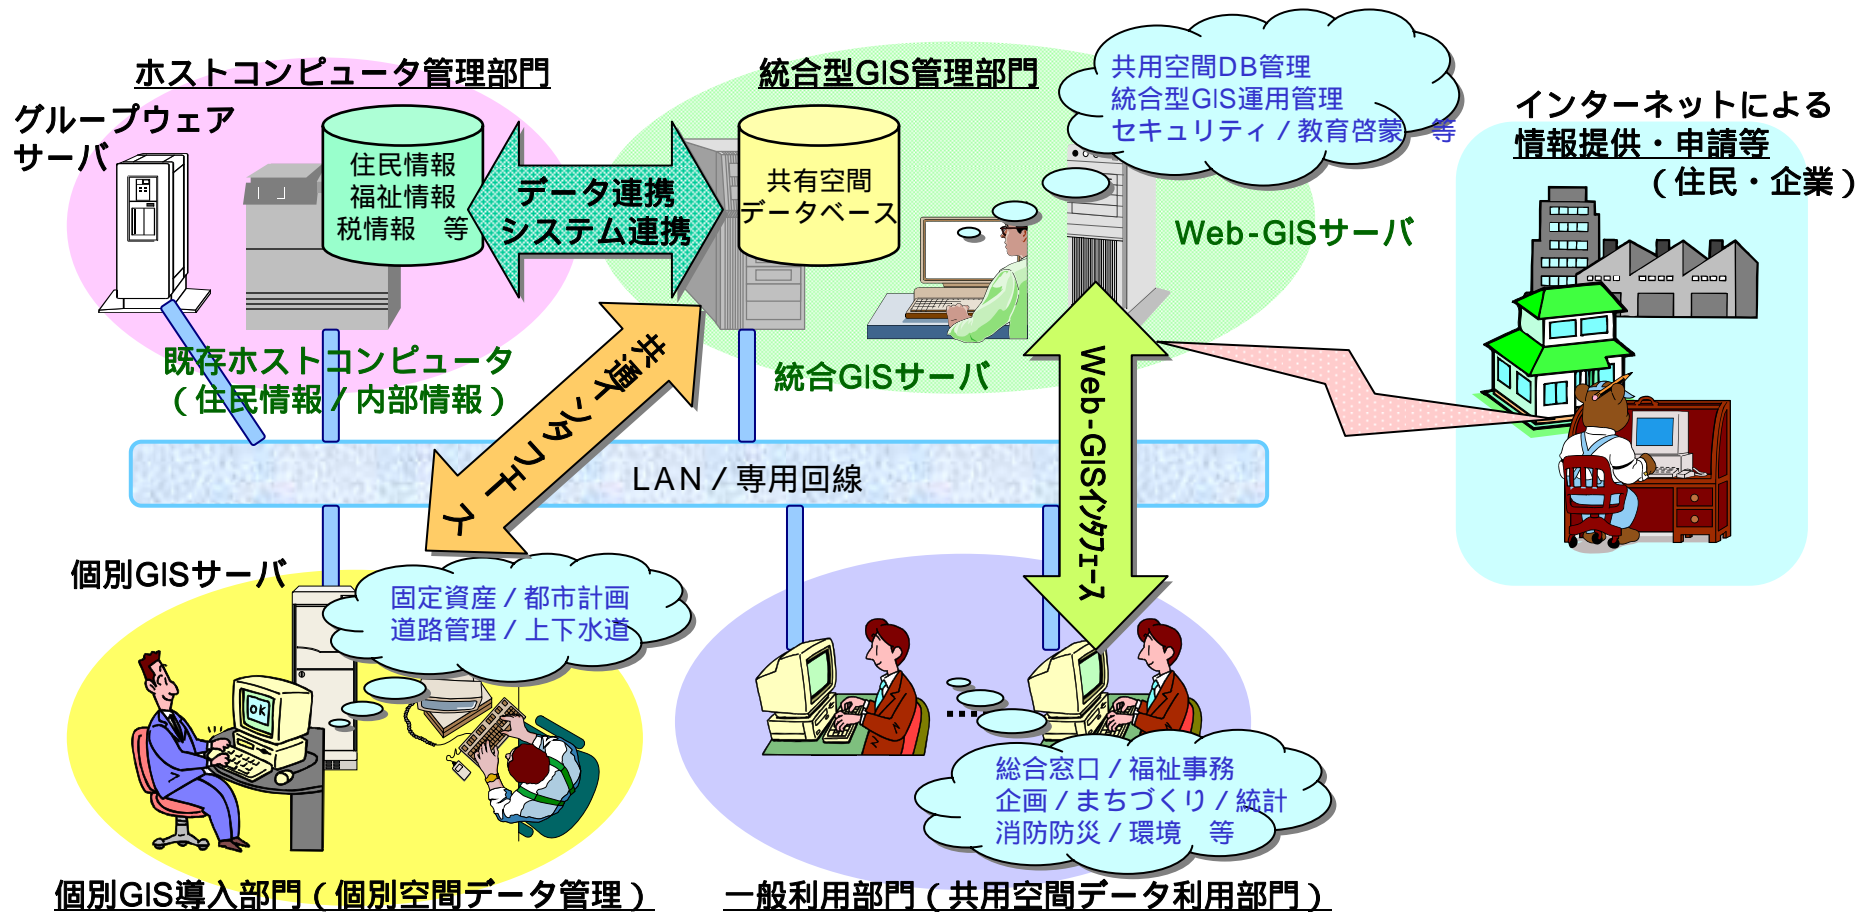 ホストコンピュータ管理部門
グループウェア
サーバ
住民情報
福祉情報
税情報　等
データ連携
システム連携
既存ホストコンピュータ
（住民情報／内部情報）
統合型GIS管理部門
共有空間
データベース
共用空間DB管理
統合型GIS運用管理
セキュリティ／教育啓蒙　等
Web-GISサーバ
統合GISサーバ
インターネットによる
情報提供・申請等
（住民・企業）
共通インタフェース
Web-GISｲﾝﾀﾌｪｰｽ
LAN／専用回線
個別GISサーバ
固定資産／都市計画
道路管理／上下水道
OK
個別GIS導入部門（個別空間データ管理）
……
総合窓口／福祉事務
企画／まちづくり／統計
消防防災／環境　等
一般利用部門（共用空間データ利用部門）